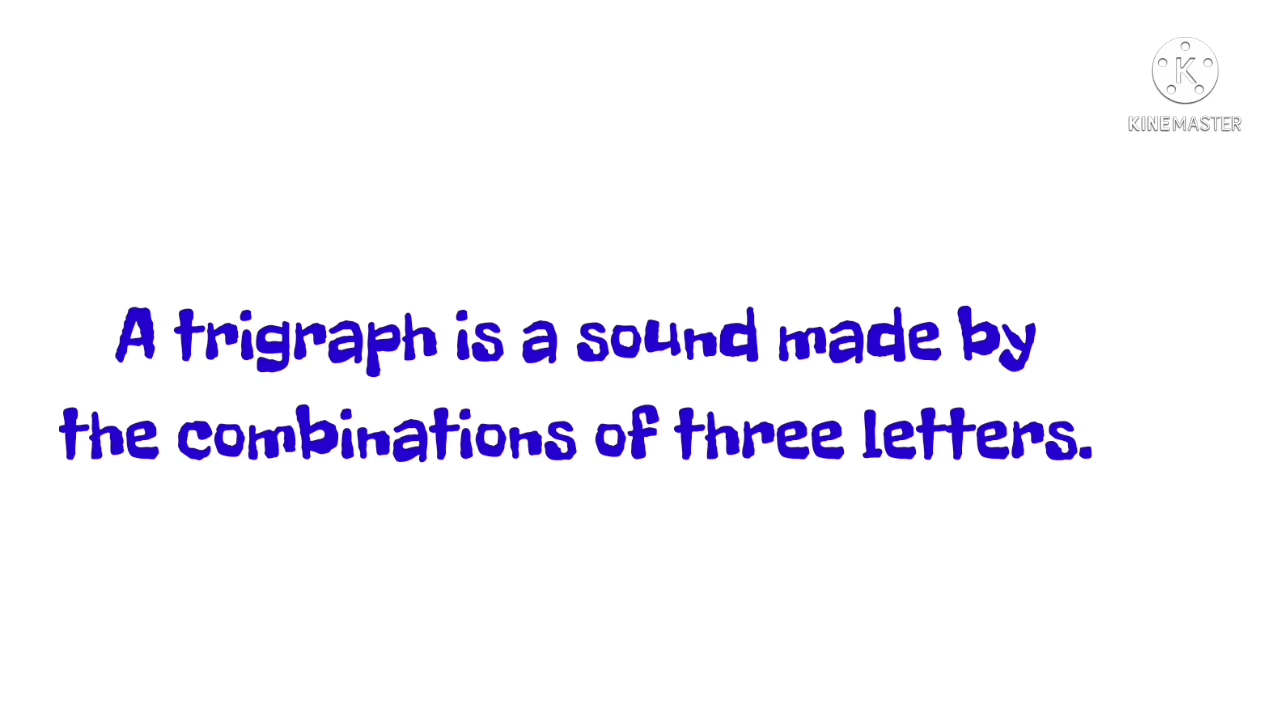 KINEMASTER
A trigraph is a sound made by
the combinations of three letters.